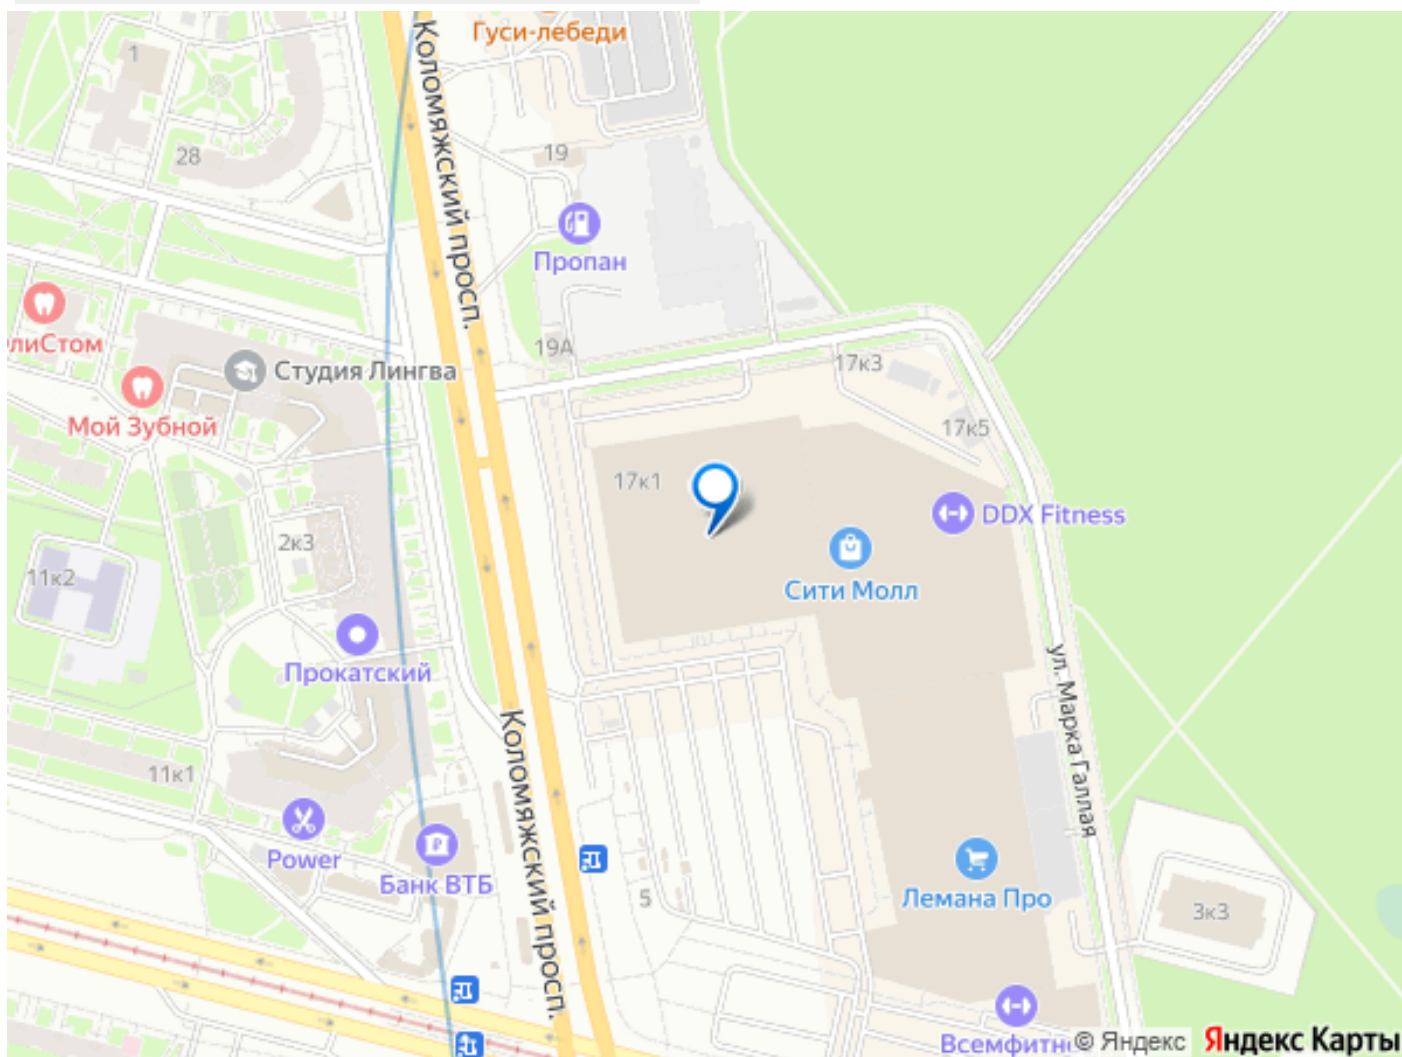 Гуси-лебеди
1
Коломяжский просп.
28
19
Пропан
19А
17к3
лиСтом
Студия Лингва
Мой Зубной
17к5
17к1
DDX Fitness
2к3
11к2
Сити Молл
Прокатский
ул. Марка Галлая
11к1
Коломяжский просп.
Power
Банк ВТБ
5
Лемана Про
3к3
Всемфитн
© Яндекс Яндекс Карты